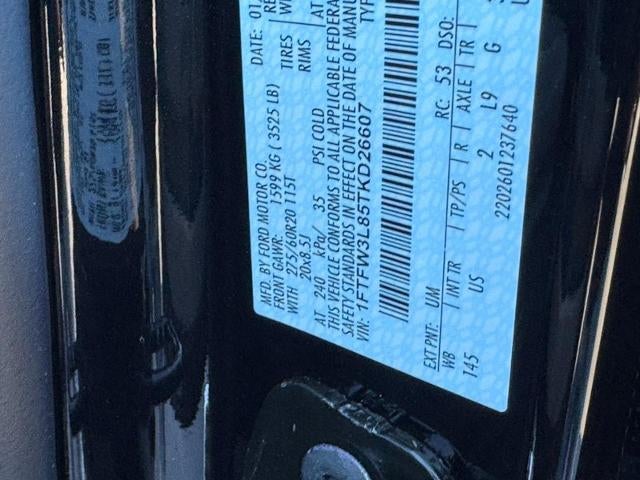 MFD. BY FORD MOTOR CO.
DATE: 01
FRONT GAWR:
1599 KG ( 3525 LB)
WITH
275/60R20 115T
TIRES
20x8.5J
RIMS
AT 240 kPa/ 35 PSI COLD
AT
THIS VEHICLE CONFORMS TO ALL APPLICABLE FEDERA
SAFETY STANDARDS IN EFFECT ON THE DATE OF MANU
VIN: 1FTFW3L85TKD26607
TYP
EXT PNT: UM
RC: 53
DSO:
WB
INT TR
TP/PS
R
AXLE
TR
145
US
2
L9
G
2202601237640